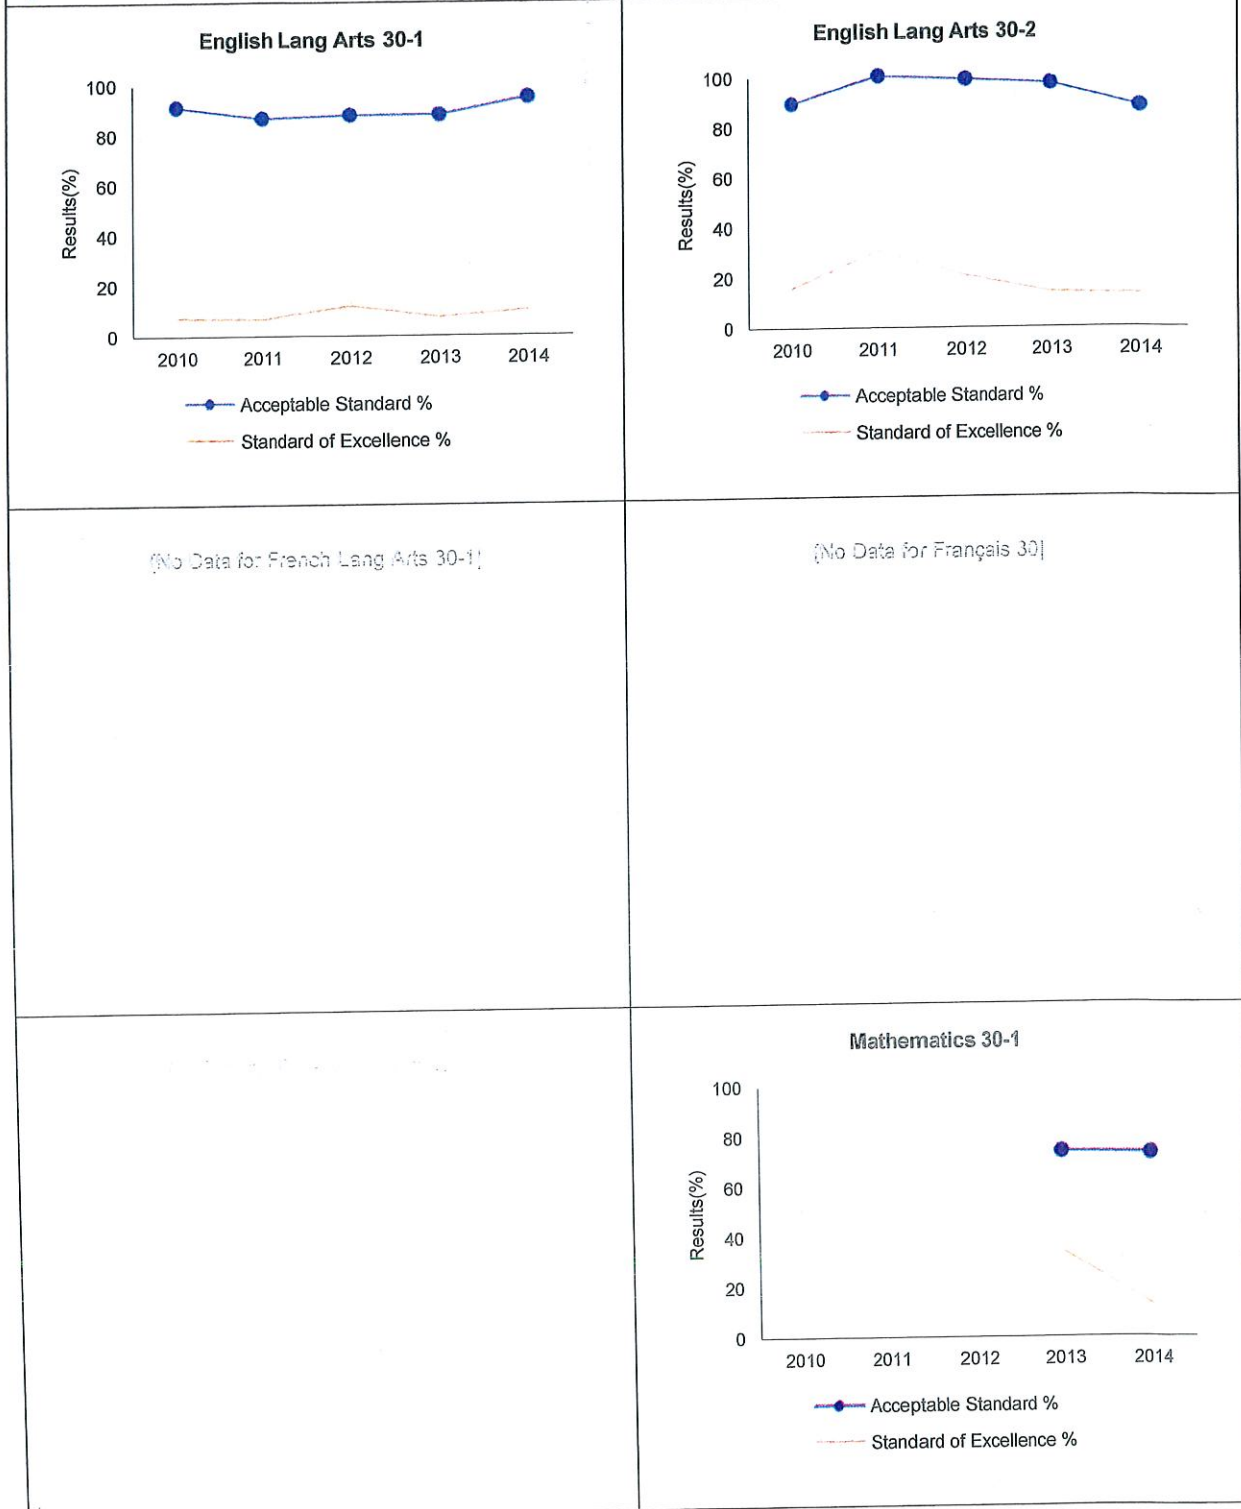 English Lang Arts 30-1
100
80
60
40
20
0
Results(%)
2010 2011 2012 2013 2014
Acceptable Standard %
Standard of Excellence %
English Lang Arts 30-2
100
80
60
40
20
0
Results(%)
2010 2011 2012 2013 2014
Acceptable Standard %
Standard of Excellence %
[No Data for French Lang Arts 30-1]
[No Data for Français 30]
Mathematics 30-1
100
80
60
40
20
0
Results(%)
2010 2011 2012 2013 2014
Acceptable Standard %
Standard of Excellence %